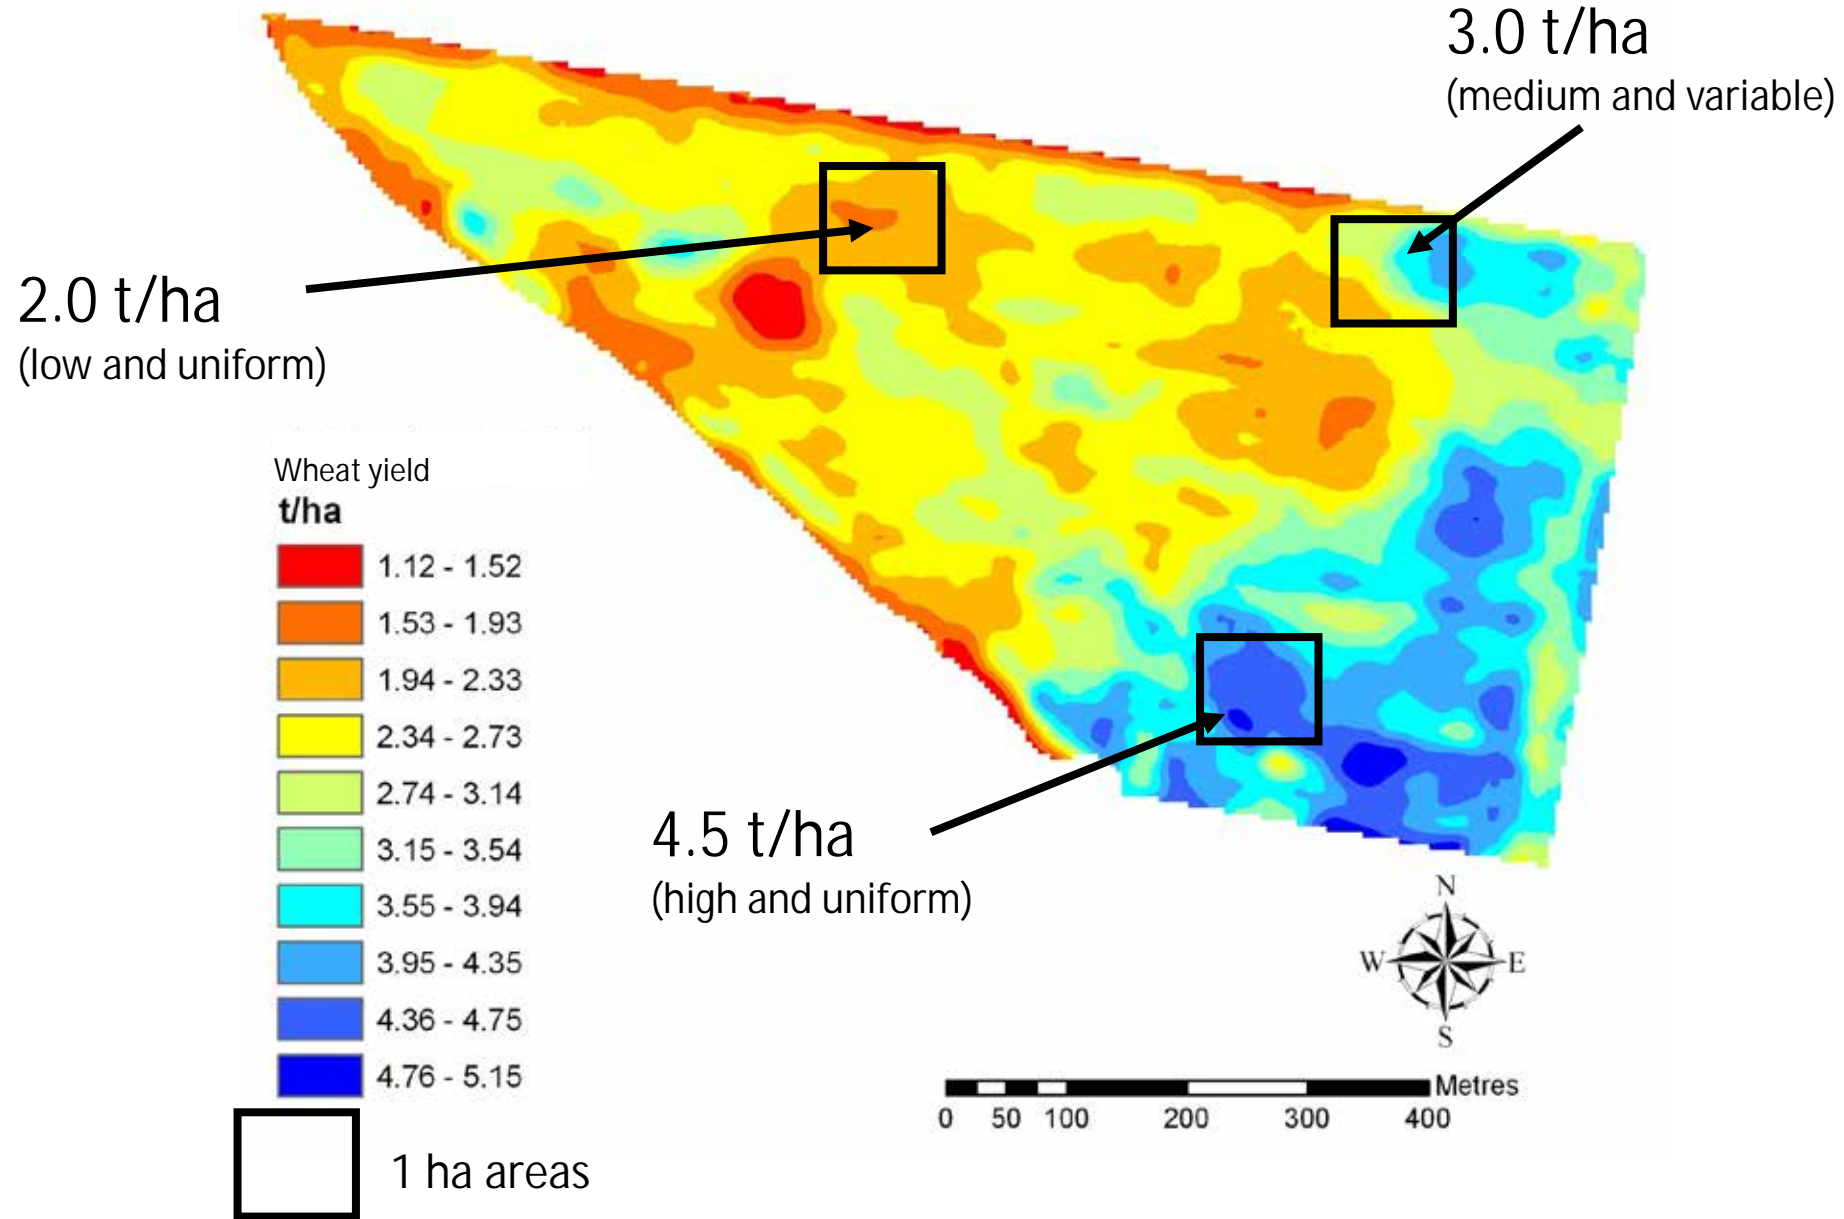 3.0 t/ha
(medium and variable)
2.0 t/ha
(low and uniform)
Wheat yield
t/ha
1.12 - 1.52
1.53 - 1.93
1.94 - 2.33
2.34 - 2.73
2.74 - 3.14
3.15 - 3.54
3.55 - 3.94
3.95 - 4.35
4.36 - 4.75
4.76 - 5.15
1 ha areas
4.5 t/ha
(high and uniform)
N
W E
S
Metres
0 50 100 200 300 400